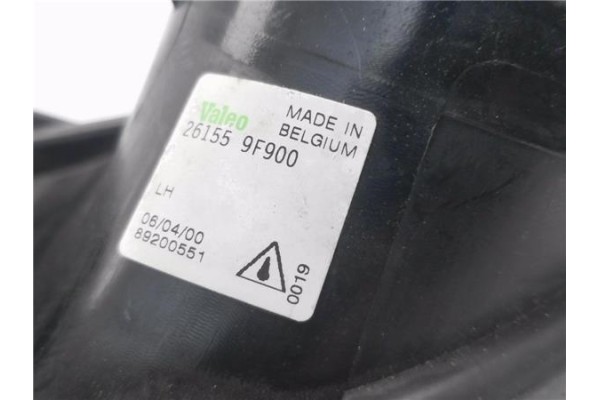 Valeo
MADE IN
BELGIUM
26155 9F900
LH
06/04/00
89200551
0019